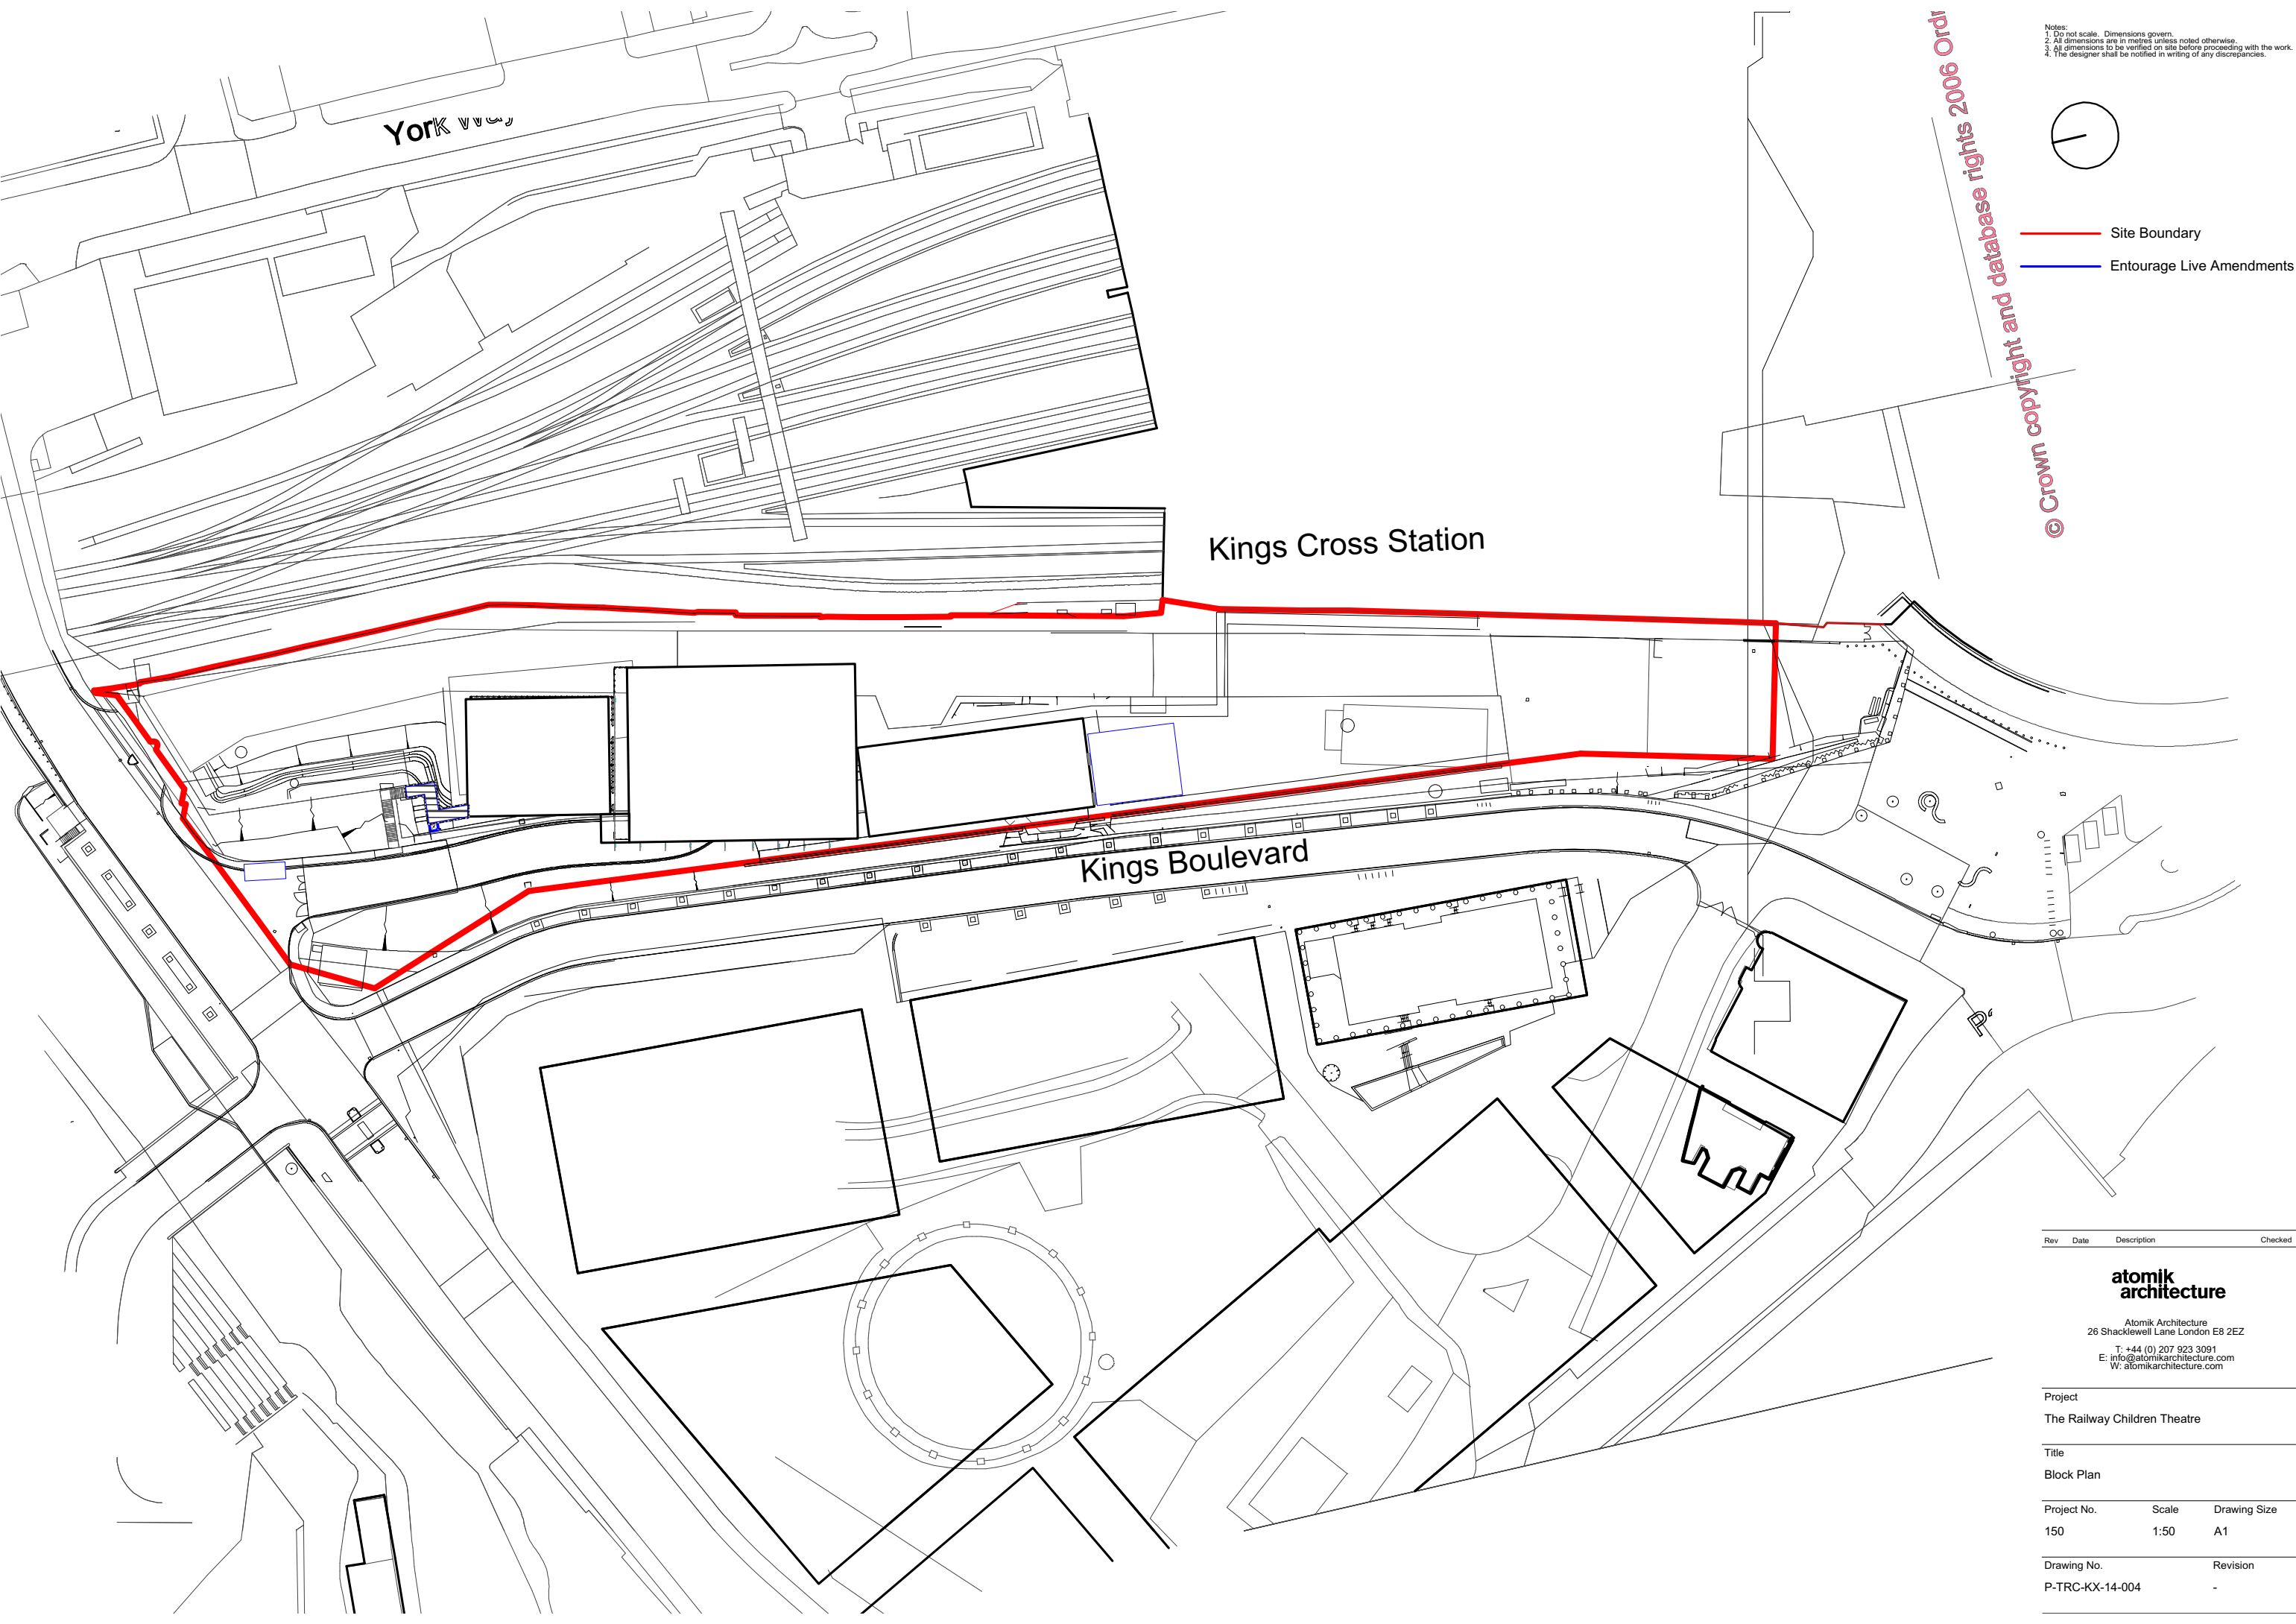 Notes:
1. Do not scale. Dimensions govern.
2. All dimensions are in metres unless noted otherwise.
3. All dimensions to be verified on site before proceeding with the work.
4. The designer shall be notified in writing of any discrepancies.
York Way
© Crown copyright and database rights 2006 Ord
Site Boundary
Entourage Live Amendments
Kings Cross Station
Kings Boulevard
Rev Date Description Checked
atomik
architecture
Atomik Architecture
26 Shacklewell Lane London E8 2EZ
T: +44 (0) 207 923 3091
E: info@atomikarchitecture.com
W: atomikarchitecture.com
Project
The Railway Children Theatre
Title
Block Plan
Project No. Scale Drawing Size
150 1:50 A1
Drawing No. Revision
P-TRC-KX-14-004 -